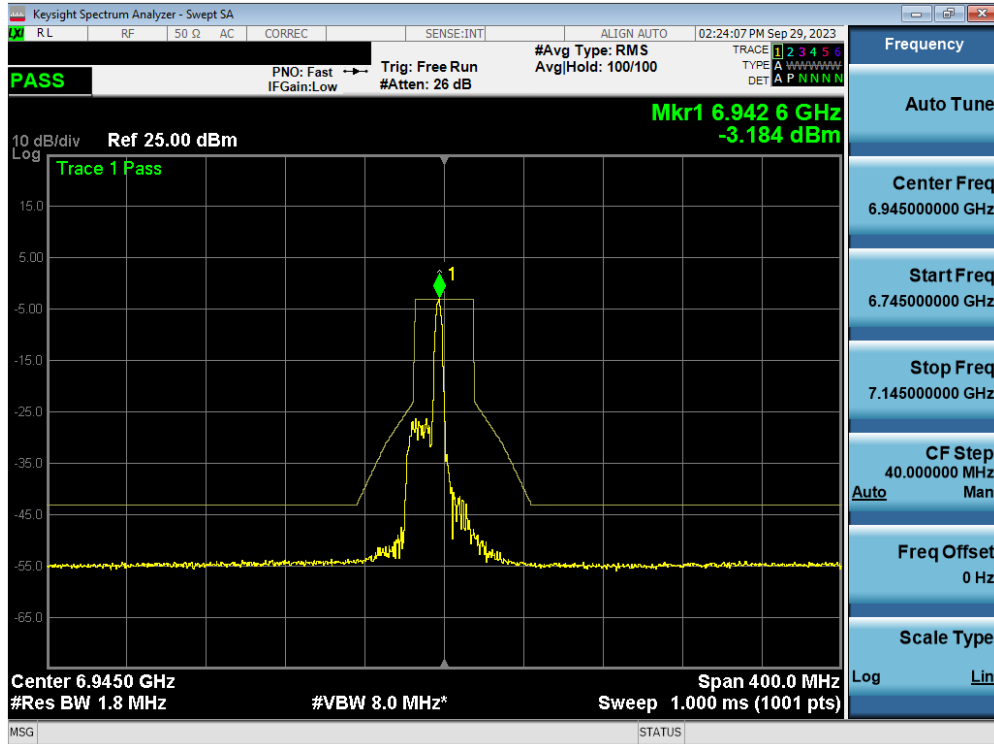 Keysight Spectrum Analyzer - Swept SA
LXI RL RF 50 Ω AC CORREC SENSE:INT ALIGN AUTO 02:24:07 PM Sep 29, 2023
PASS
PNO: Fast
IFGain:Low
Trig: Free Run
#Atten: 26 dB
#Avg Type: RMS
Avg|Hold: 100/100
TRACE 1 2 3 4 5 6
TYPE A WWWWW
DET A P N N N N
Mkr1 6.942 6 GHz
-3.184 dBm
10 dB/div Ref 25.00 dBm
Log
Trace 1 Pass
15.0
5.00
1
-5.00
-15.0
-25.0
-35.0
-45.0
-55.0
-65.0
Center 6.9450 GHz Span 400.0 MHz
#Res BW 1.8 MHz #VBW 8.0 MHz* Sweep 1.000 ms (1001 pts)
MSG STATUS
Frequency
Auto Tune
Center Freq
6.945000000 GHz
Start Freq
6.745000000 GHz
Stop Freq
7.145000000 GHz
CF Step
40.000000 MHz
Auto Man
Freq Offset
0 Hz
Scale Type
Log Lin